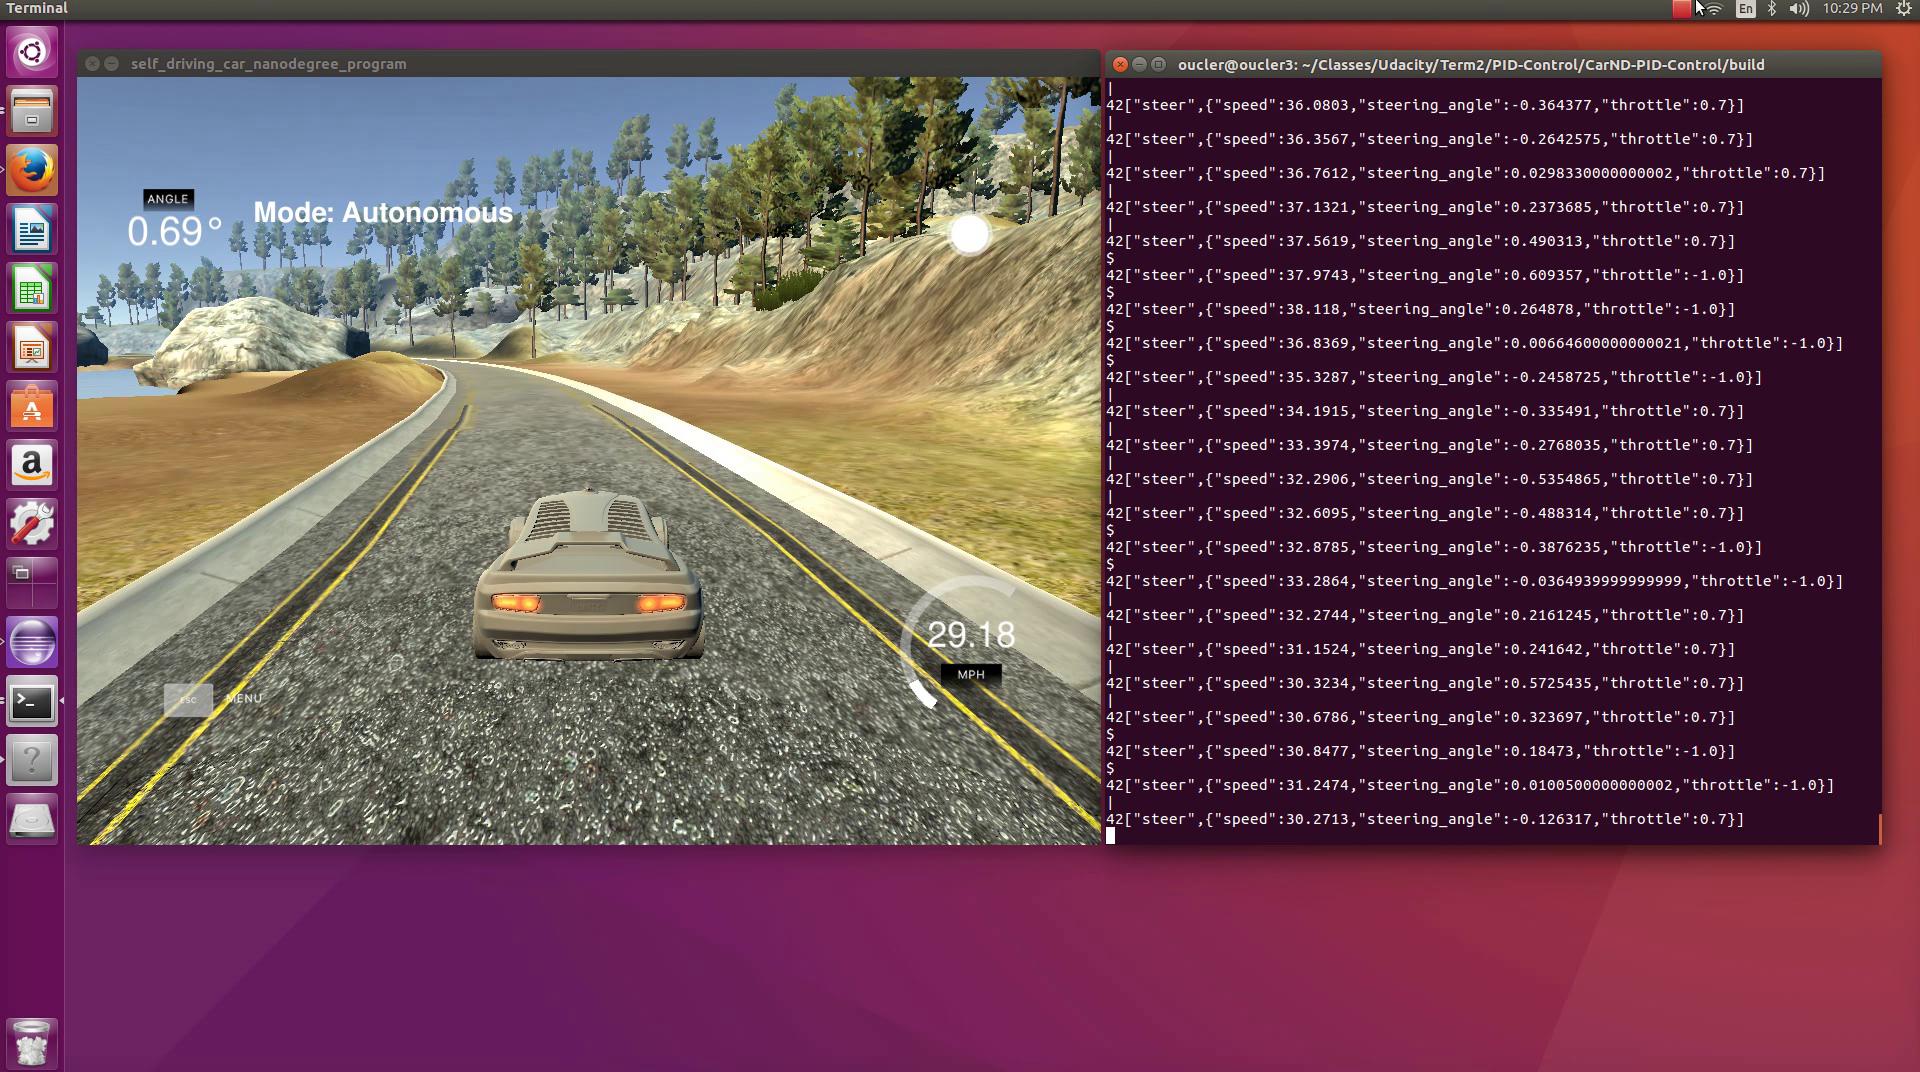 Terminal
En
10:29 PM
self_driving_car_nanodegree_program
ANGLE
0.69°
Mode: Autonomous
29.18
MPH
ESC
MENU
oucler@oucler3: ~/Classes/Udacity/Term2/PID-Control/CarND-PID-Control/build
|
42["steer",{"speed":36.0803,"steering_angle":-0.364377,"throttle":0.7}]
|
42["steer",{"speed":36.3567,"steering_angle":-0.2642575,"throttle":0.7}]
|
42["steer",{"speed":36.7612,"steering_angle":0.0298330000000002,"throttle":0.7}]
|
42["steer",{"speed":37.1321,"steering_angle":0.2373685,"throttle":0.7}]
|
42["steer",{"speed":37.5619,"steering_angle":0.490313,"throttle":0.7}]
$
42["steer",{"speed":37.9743,"steering_angle":0.609357,"throttle":-1.0}]
$
42["steer",{"speed":38.118,"steering_angle":0.264878,"throttle":-1.0}]
$
42["steer",{"speed":36.8369,"steering_angle":0.00664600000000021,"throttle":-1.0}]
$
42["steer",{"speed":35.3287,"steering_angle":-0.2458725,"throttle":-1.0}]
|
42["steer",{"speed":34.1915,"steering_angle":-0.335491,"throttle":0.7}]
|
42["steer",{"speed":33.3974,"steering_angle":-0.2768035,"throttle":0.7}]
|
42["steer",{"speed":32.2906,"steering_angle":-0.5354865,"throttle":0.7}]
|
42["steer",{"speed":32.6095,"steering_angle":-0.488314,"throttle":0.7}]
$
42["steer",{"speed":32.8785,"steering_angle":-0.3876235,"throttle":-1.0}]
$
42["steer",{"speed":33.2864,"steering_angle":-0.0364939999999999,"throttle":-1.0}]
|
42["steer",{"speed":32.2744,"steering_angle":0.2161245,"throttle":0.7}]
|
42["steer",{"speed":31.1524,"steering_angle":0.241642,"throttle":0.7}]
|
42["steer",{"speed":30.3234,"steering_angle":0.5725435,"throttle":0.7}]
|
42["steer",{"speed":30.6786,"steering_angle":0.323697,"throttle":0.7}]
$
42["steer",{"speed":30.8477,"steering_angle":0.18473,"throttle":-1.0}]
$
42["steer",{"speed":31.2474,"steering_angle":0.0100500000000002,"throttle":-1.0}]
|
42["steer",{"speed":30.2713,"steering_angle":-0.126317,"throttle":0.7}]